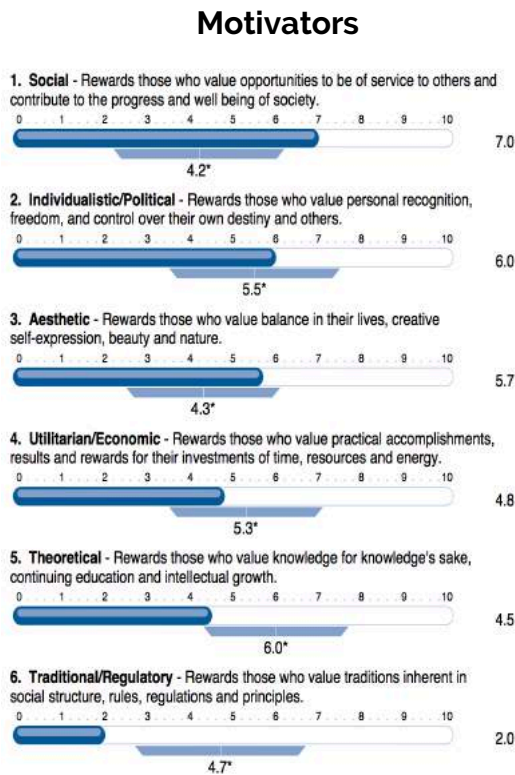 Motivators
1. Social - Rewards those who value opportunities to be of service to others and
contribute to the progress and well being of society.
0 . . . . 1 . . . . 2 . . . . 3 . . . . 4 . . . . 5 . . . . 6 . . . . 7 . . . . 8 . . . . 9 . . . . 10
7.0
4.2*
2. Individualistic/Political - Rewards those who value personal recognition,
freedom, and control over their own destiny and others.
0 . . . . 1 . . . . 2 . . . . 3 . . . . 4 . . . . 5 . . . . 6 . . . . 7 . . . . 8 . . . . 9 . . . . 10
6.0
5.5*
3. Aesthetic - Rewards those who value balance in their lives, creative
self-expression, beauty and nature.
0 . . . . 1 . . . . 2 . . . . 3 . . . . 4 . . . . 5 . . . . 6 . . . . 7 . . . . 8 . . . . 9 . . . . 10
5.7
4.3*
4. Utilitarian/Economic - Rewards those who value practical accomplishments,
results and rewards for their investments of time, resources and energy.
0 . . . . 1 . . . . 2 . . . . 3 . . . . 4 . . . . 5 . . . . 6 . . . . 7 . . . . 8 . . . . 9 . . . . 10
4.8
5.3*
5. Theoretical - Rewards those who value knowledge for knowledge's sake,
continuing education and intellectual growth.
0 . . . . 1 . . . . 2 . . . . 3 . . . . 4 . . . . 5 . . . . 6 . . . . 7 . . . . 8 . . . . 9 . . . . 10
4.5
6.0*
6. Traditional/Regulatory - Rewards those who value traditions inherent in
social structure, rules, regulations and principles.
0 . . . . 1 . . . . 2 . . . . 3 . . . . 4 . . . . 5 . . . . 6 . . . . 7 . . . . 8 . . . . 9 . . . . 10
2.0
4.7*